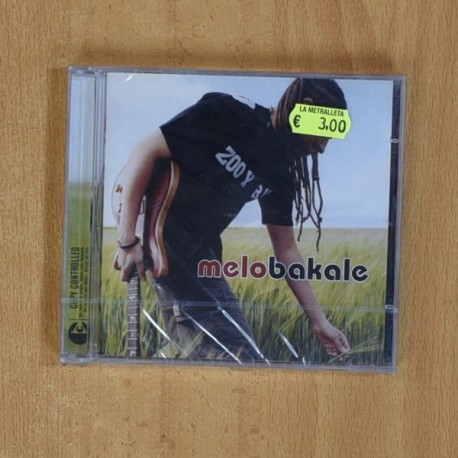 LA METRALLETA
€ 3,00
ZOO Y
melobakale
COPY CONTROLLED